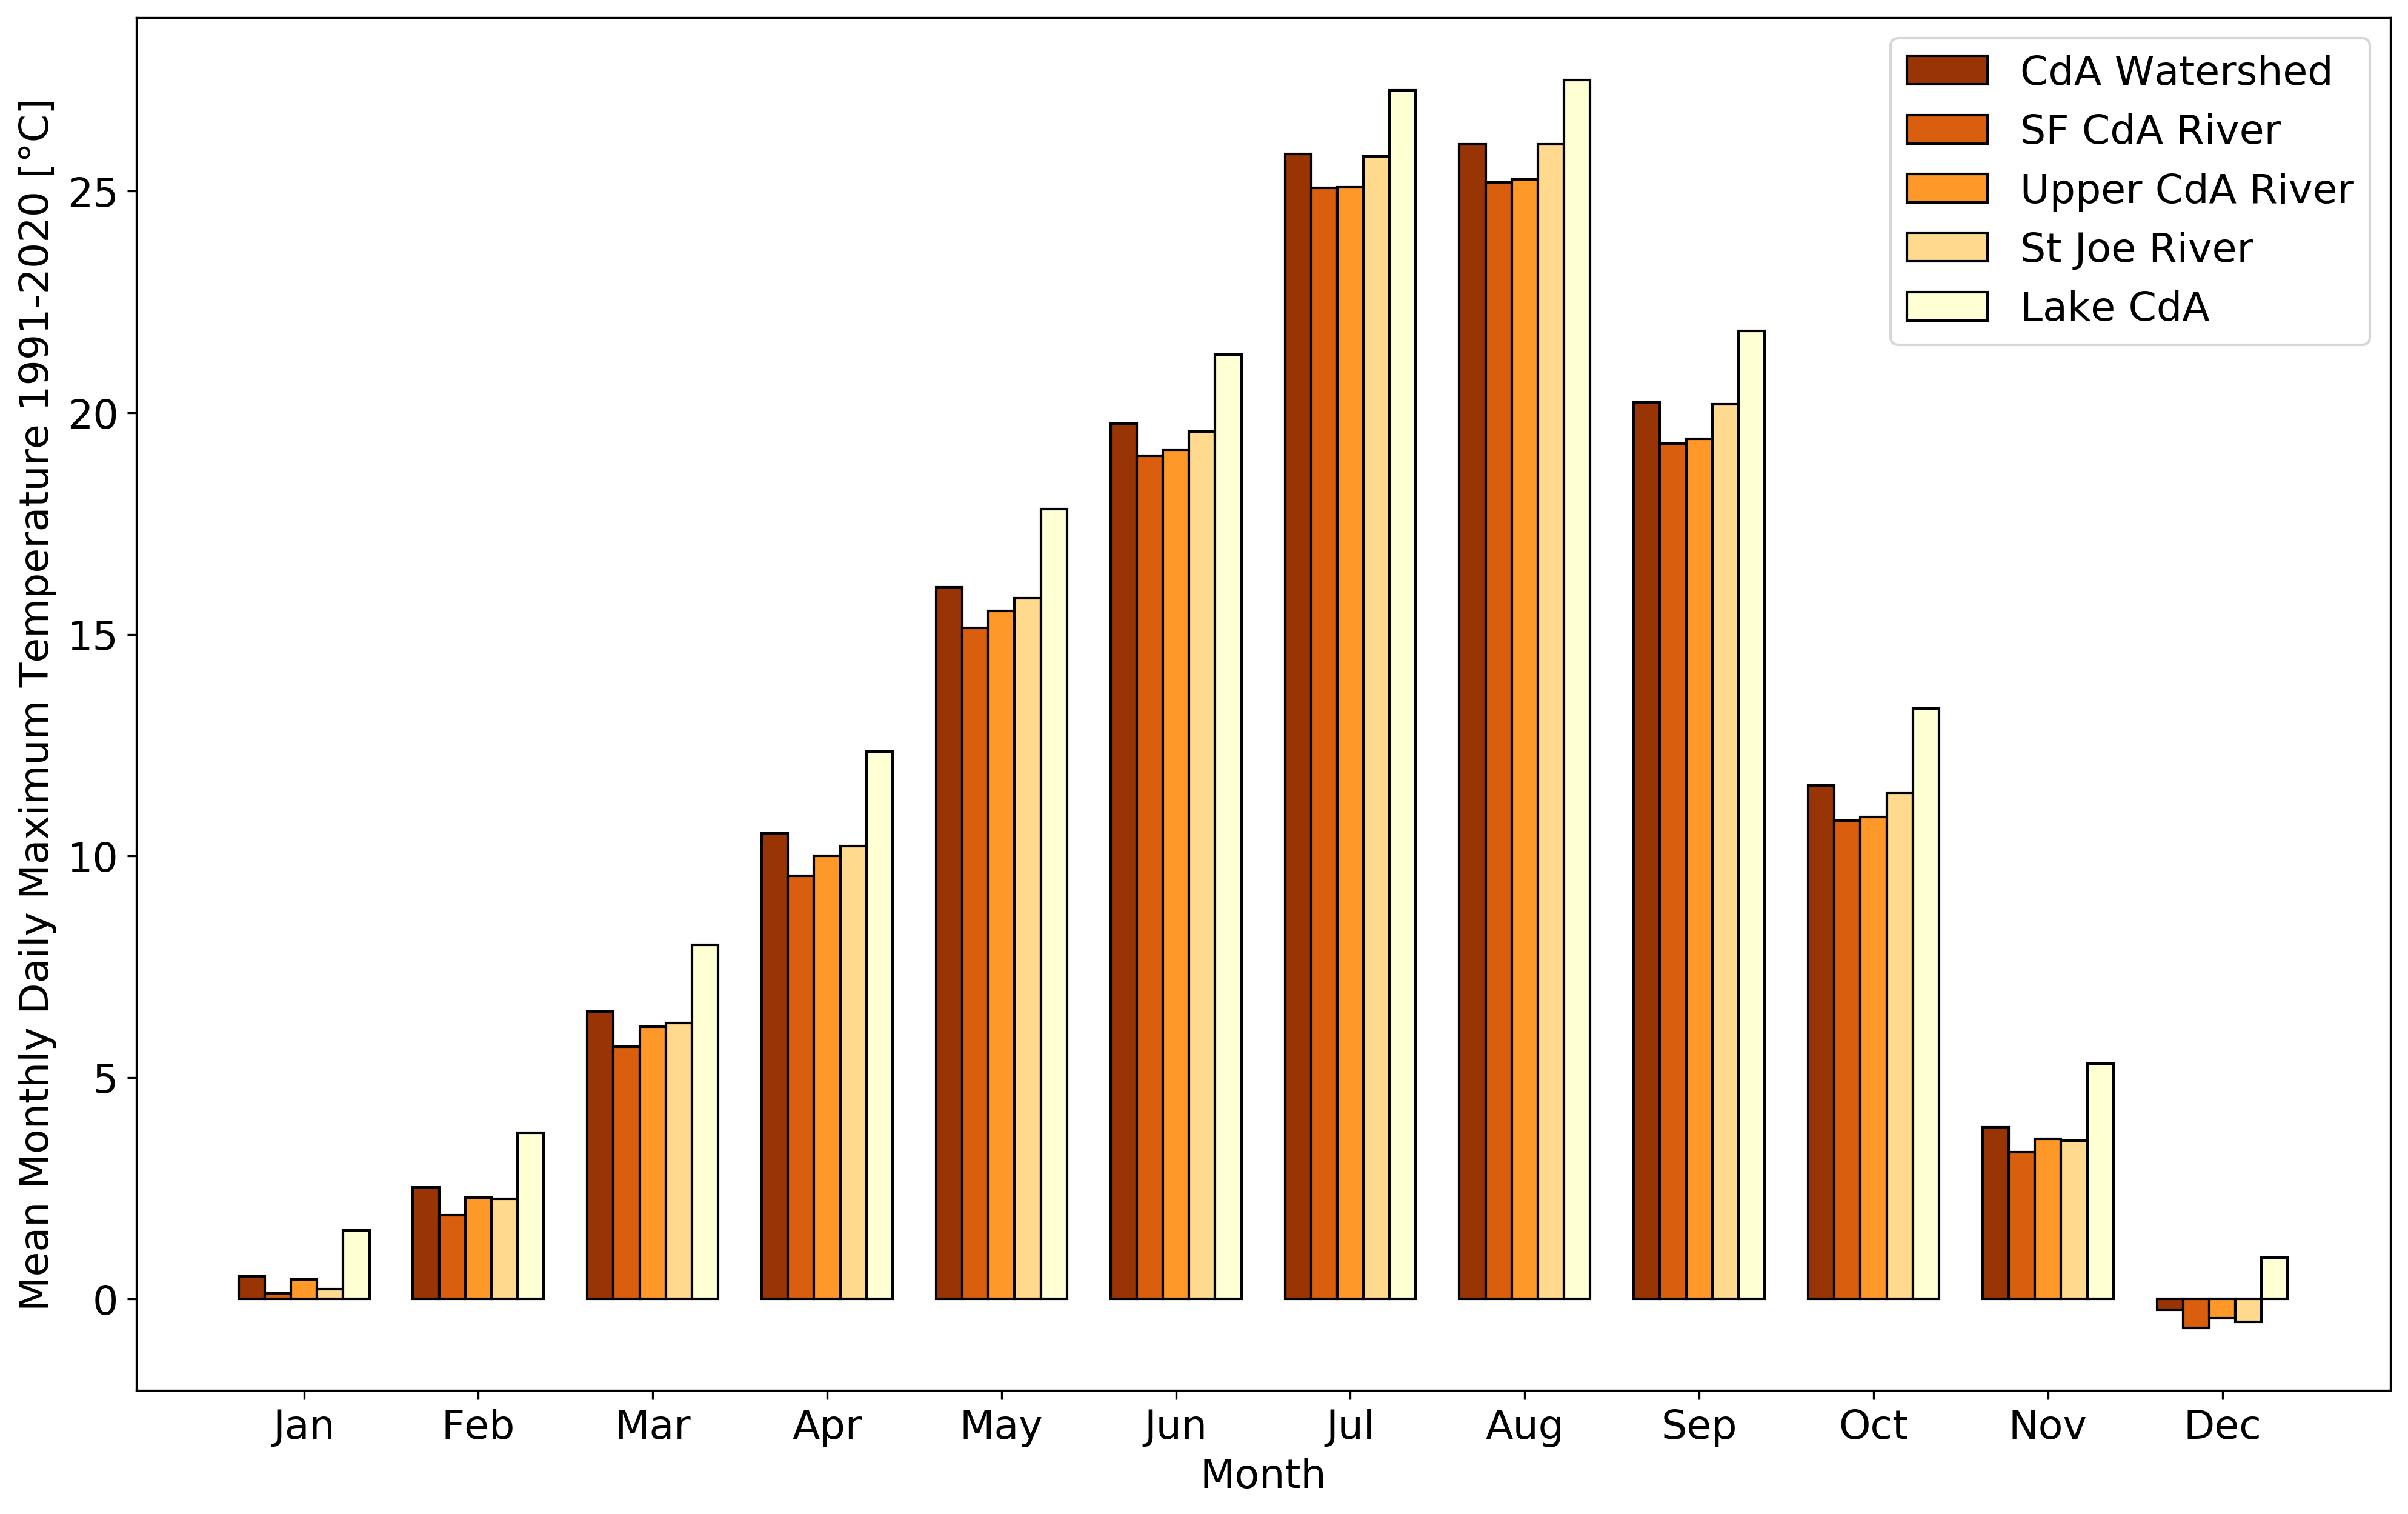 Mean Monthly Daily Maximum Temperature 1991-2020 [°C]
25
20
15
10
5
0
CdA Watershed
SF CdA River
Upper CdA River
St Joe River
Lake CdA
Jan Feb Mar Apr May Jun Jul Aug Sep Oct Nov Dec
Month